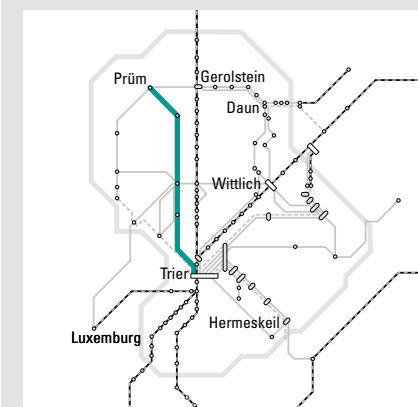 Prüm
Gerolstein
Daun
Wittlich
Trier
Hermeskeil
Luxemburg